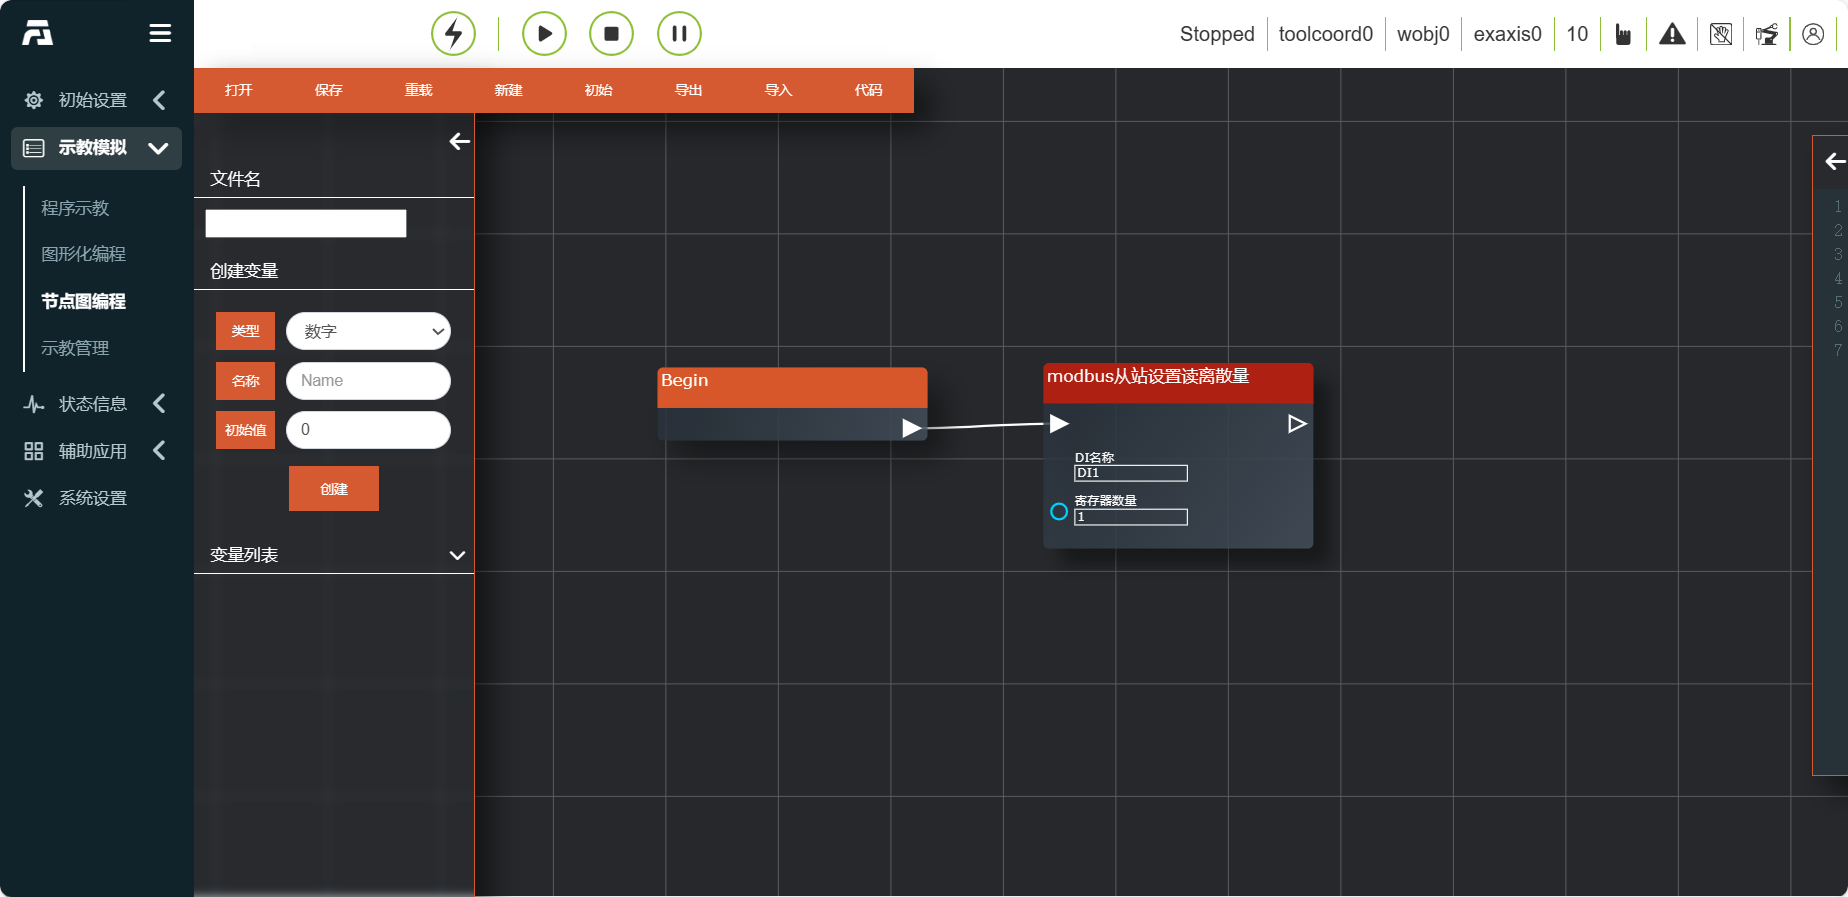 Stopped
toolcoord0
wobj0
exaxis0
10
初始设置
示教模拟
程序示教
图形化编程
节点图编程
示教管理
状态信息
辅助应用
系统设置
打开 保存 重载 新建 初始 导出 导入 代码
文件名
创建变量
类型 数字
名称 Name
初始值 0
创建
变量列表
Begin
modbus从站设置读离散量
DI名称
DI1
寄存器数量
1
1
2
3
4
5
6
7